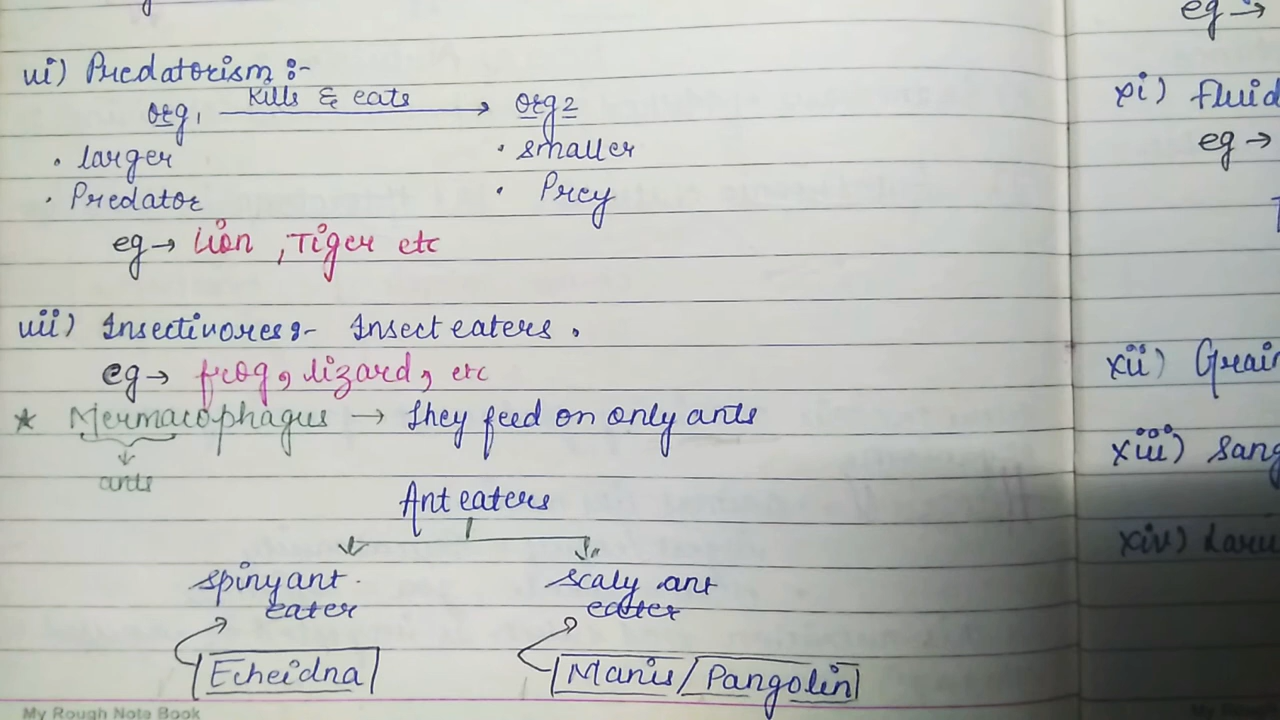 vi) Predatorism :-
org1 kills & eats → org2
• larger • smaller
• Predator • Prey
eg → Lion, Tiger etc
vii) Insectivores :- Insect eaters.
eg → frog, lizard, etc
* Mermacophagus → They feed on only ants
↓
ants
Ant eaters
spiny ant eater
scaly ant eater
Echeidna
Manis/Pangolin
My Rough Note Book
eg →
xi) Fluid
eg →
xii) Grain
xiii) Sang
xiv)